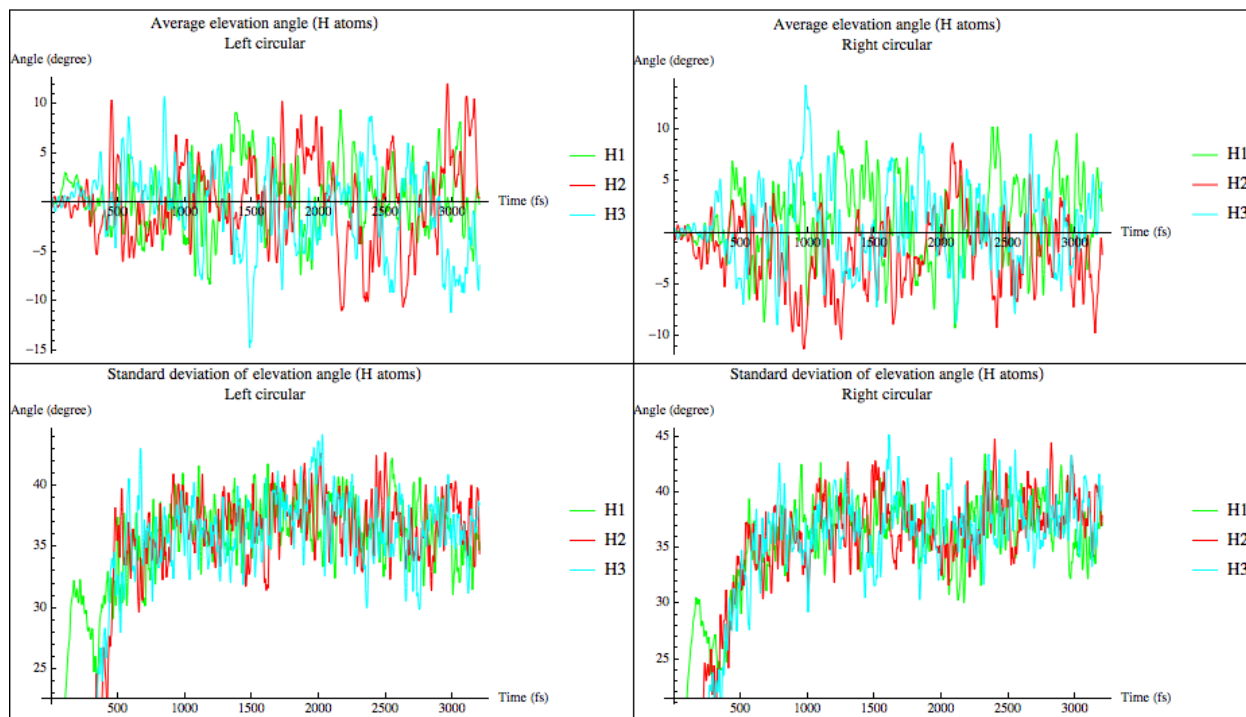 Average elevation angle (H atoms)
Left circular
Angle (degree)
10
5
−5
−10
−15
500
1000
1500
2000
2500
3000
Time (fs)
H1
H2
H3
Average elevation angle (H atoms)
Right circular
Angle (degree)
10
5
−5
−10
500
1000
1500
2000
2500
3000
Time (fs)
H1
H2
H3
Standard deviation of elevation angle (H atoms)
Left circular
Angle (degree)
40
35
30
25
500
1000
1500
2000
2500
3000
Time (fs)
H1
H2
H3
Standard deviation of elevation angle (H atoms)
Right circular
Angle (degree)
45
40
35
30
25
500
1000
1500
2000
2500
3000
Time (fs)
H1
H2
H3